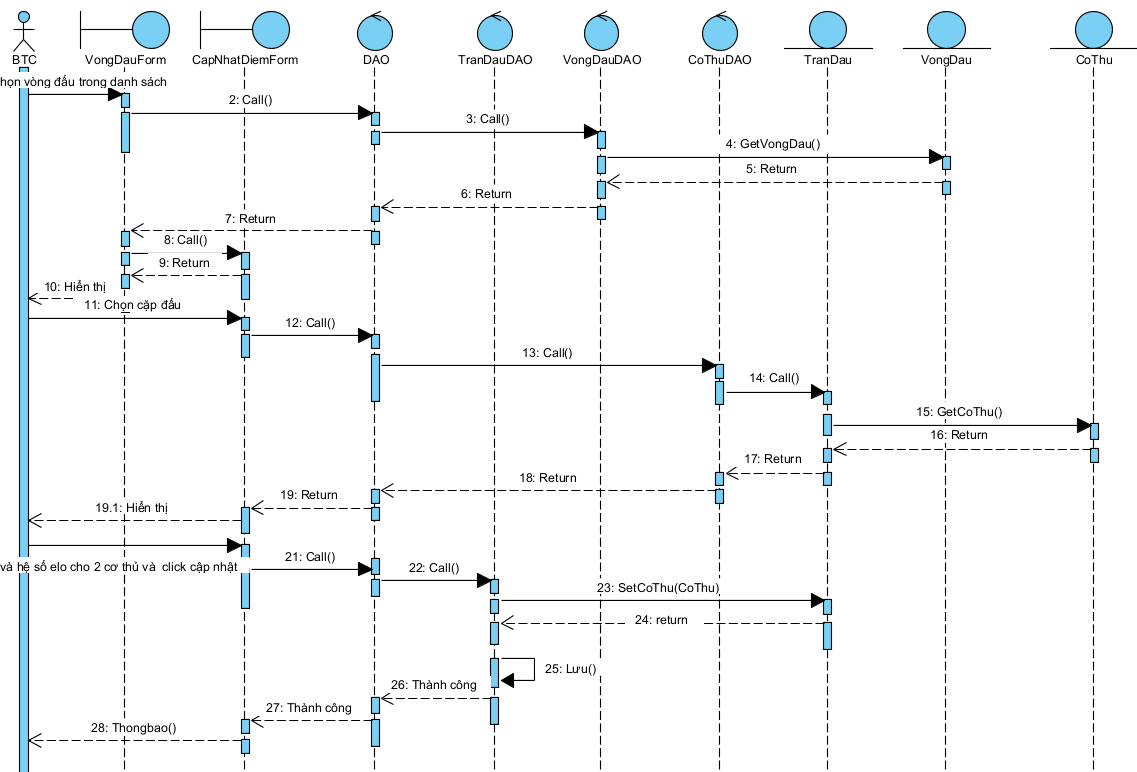 BTC
VongDauForm
CapNhatDiemForm
DAO
TranDauDAO
VongDauDAO
CoThuDAO
TranDau
VongDau
CoThu
họn vòng đấu trong danh sách
2: Call()
3: Call()
4: GetVongDau()
5: Return
6: Return
7: Return
8: Call()
9: Return
10: Hiển thị
11: Chọn cặp đấu
12: Call()
13: Call()
14: Call()
15: GetCoThu()
16: Return
17: Return
18: Return
19: Return
19.1: Hiển thị
và hệ số elo cho 2 cơ thủ và click cập nhật
21: Call()
22: Call()
23: SetCoThu(CoThu)
24: return
25: Lưu()
26: Thành công
27: Thành công
28: Thongbao()